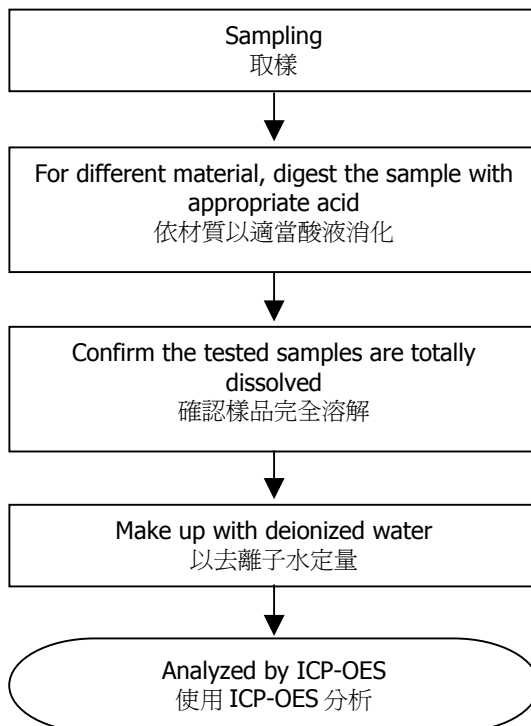 Sampling
取樣
For different material, digest the sample with
appropriate acid
依材質以適當酸液消化
Confirm the tested samples are totally
dissolved
確認樣品完全溶解
Make up with deionized water
以去離子水定量
Analyzed by ICP-OES
使用 ICP-OES 分析